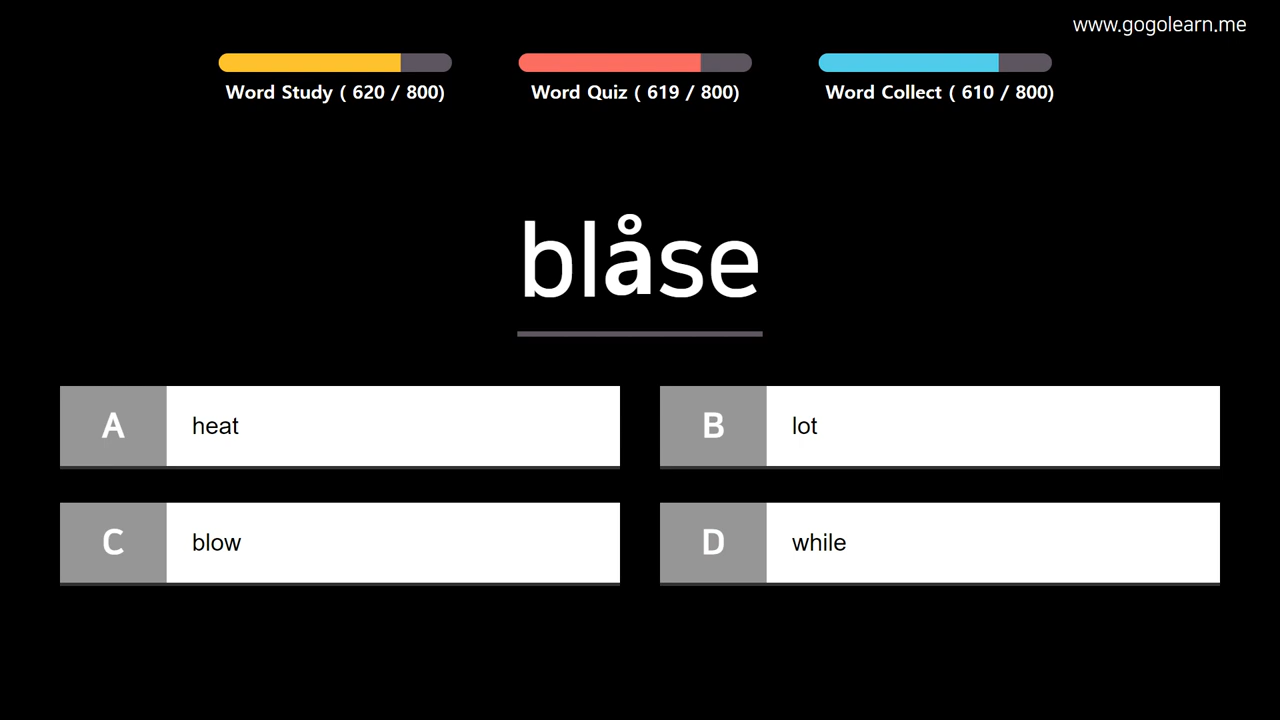 www.gogolearn.me
Word Study ( 620 / 800)
Word Quiz ( 619 / 800)
Word Collect ( 610 / 800)
blåse
A heat
B lot
C blow
D while